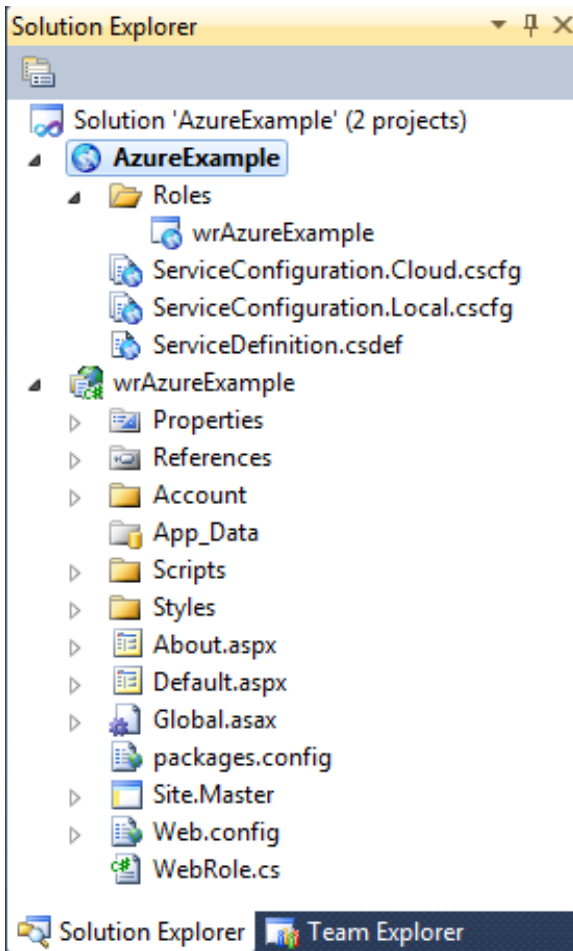 Solution Explorer
Solution 'AzureExample' (2 projects)
AzureExample
Roles
wrAzureExample
ServiceConfiguration.Cloud.cscfg
ServiceConfiguration.Local.cscfg
ServiceDefinition.csdef
wrAzureExample
Properties
References
Account
App_Data
Scripts
Styles
About.aspx
Default.aspx
Global.asax
packages.config
Site.Master
Web.config
WebRole.cs
Solution Explorer Team Explorer